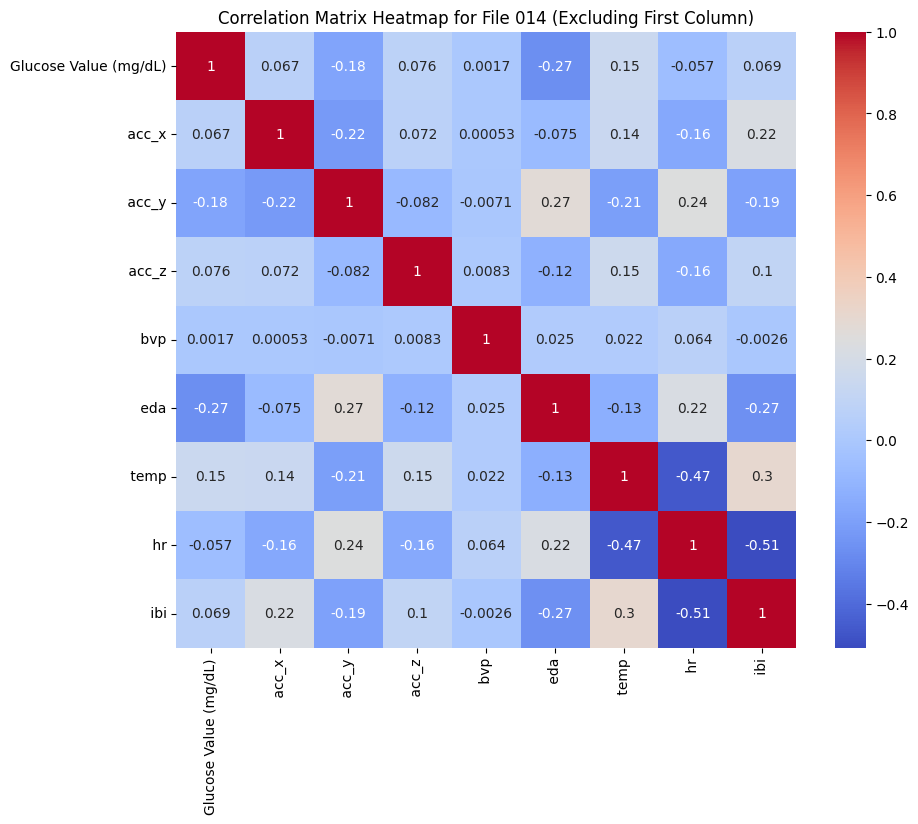 Correlation Matrix Heatmap for File 014 (Excluding First Column)
Glucose Value (mg/dL) 1 0.067 -0.18 0.076 0.0017 -0.27 0.15 -0.057 0.069
acc_x 0.067 1 -0.22 0.072 0.00053 -0.075 0.14 -0.16 0.22
acc_y -0.18 -0.22 1 -0.082 -0.0071 0.27 -0.21 0.24 -0.19
acc_z 0.076 0.072 -0.082 1 0.0083 -0.12 0.15 -0.16 0.1
bvp 0.0017 0.00053 -0.0071 0.0083 1 0.025 0.022 0.064 -0.0026
eda -0.27 -0.075 0.27 -0.12 0.025 1 -0.13 0.22 -0.27
temp 0.15 0.14 -0.21 0.15 0.022 -0.13 1 -0.47 0.3
hr -0.057 -0.16 0.24 -0.16 0.064 0.22 -0.47 1 -0.51
ibi 0.069 0.22 -0.19 0.1 -0.0026 -0.27 0.3 -0.51 1
Glucose Value (mg/dL) acc_x acc_y acc_z bvp eda temp hr ibi
1.0
0.8
0.6
0.4
0.2
0.0
−0.2
−0.4